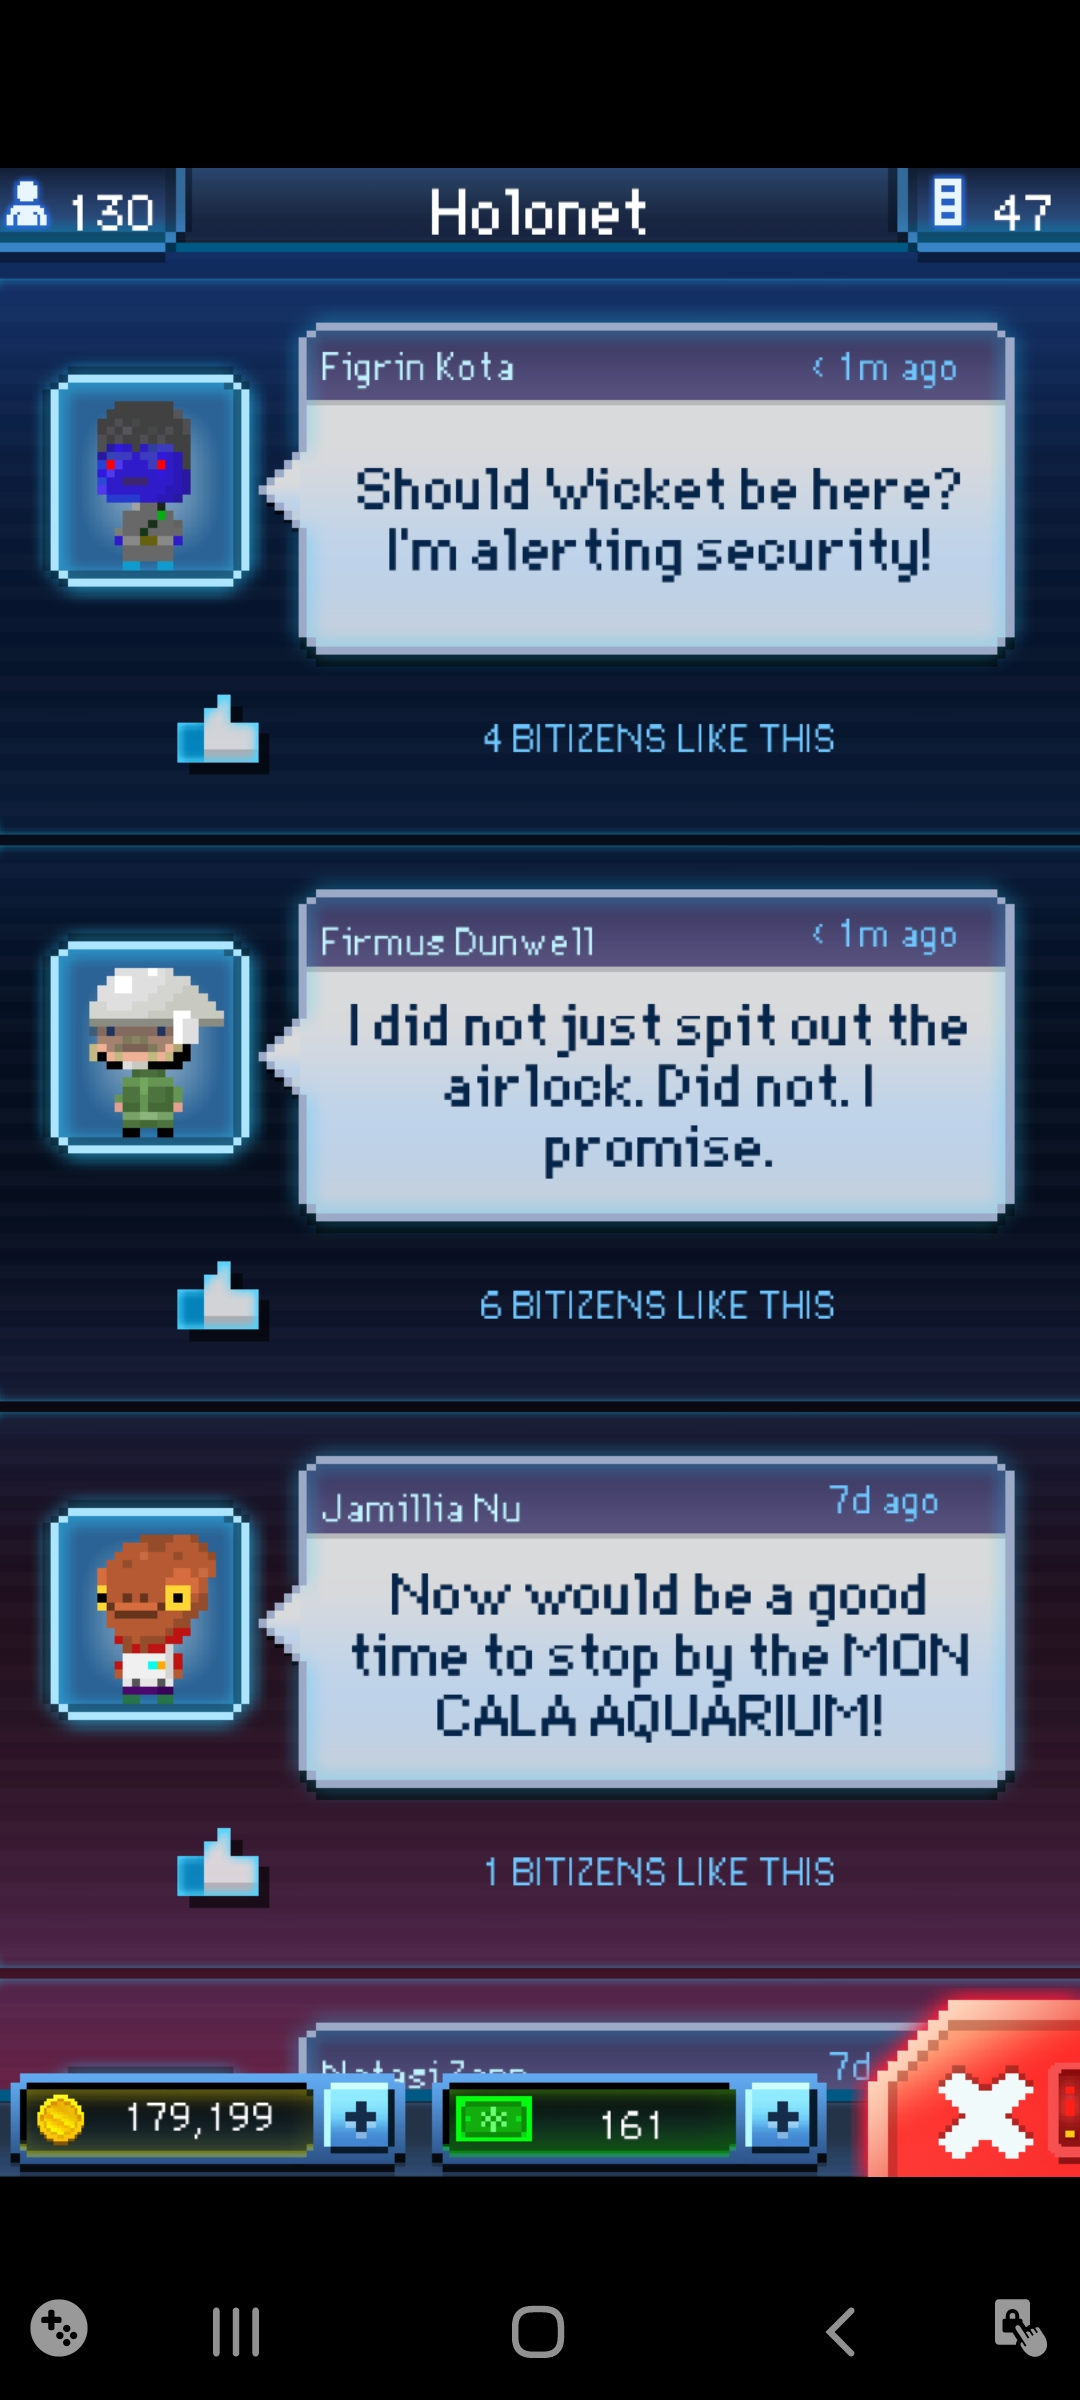 130
Holonet
47
Figrin Kota
< 1m ago
Should Wicket be here?
I'm alerting security!
4 BITIZENS LIKE THIS
Firmus Dunwell
< 1m ago
I did not just spit out the
airlock. Did not. I
promise.
6 BITIZENS LIKE THIS
Jamillia Nu
7d ago
Now would be a good
time to stop by the MON
CALA AQUARIUM!
1 BITIZENS LIKE THIS
7d
179,199
161